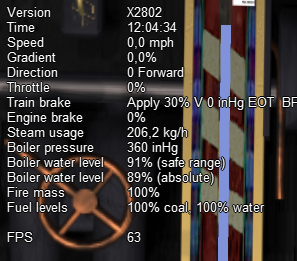 Version X2802
Time 12:04:34
Speed 0,0 mph
Gradient 0,0%
Direction 0 Forward
Throttle 0%
Train brake Apply 30% V 0 inHg EOT BF
Engine brake 0%
Steam usage 206,2 kg/h
Boiler pressure 360 inHg
Boiler water level 91% (safe range)
Boiler water level 89% (absolute)
Fire mass 100%
Fuel levels 100% coal, 100% water
FPS 63